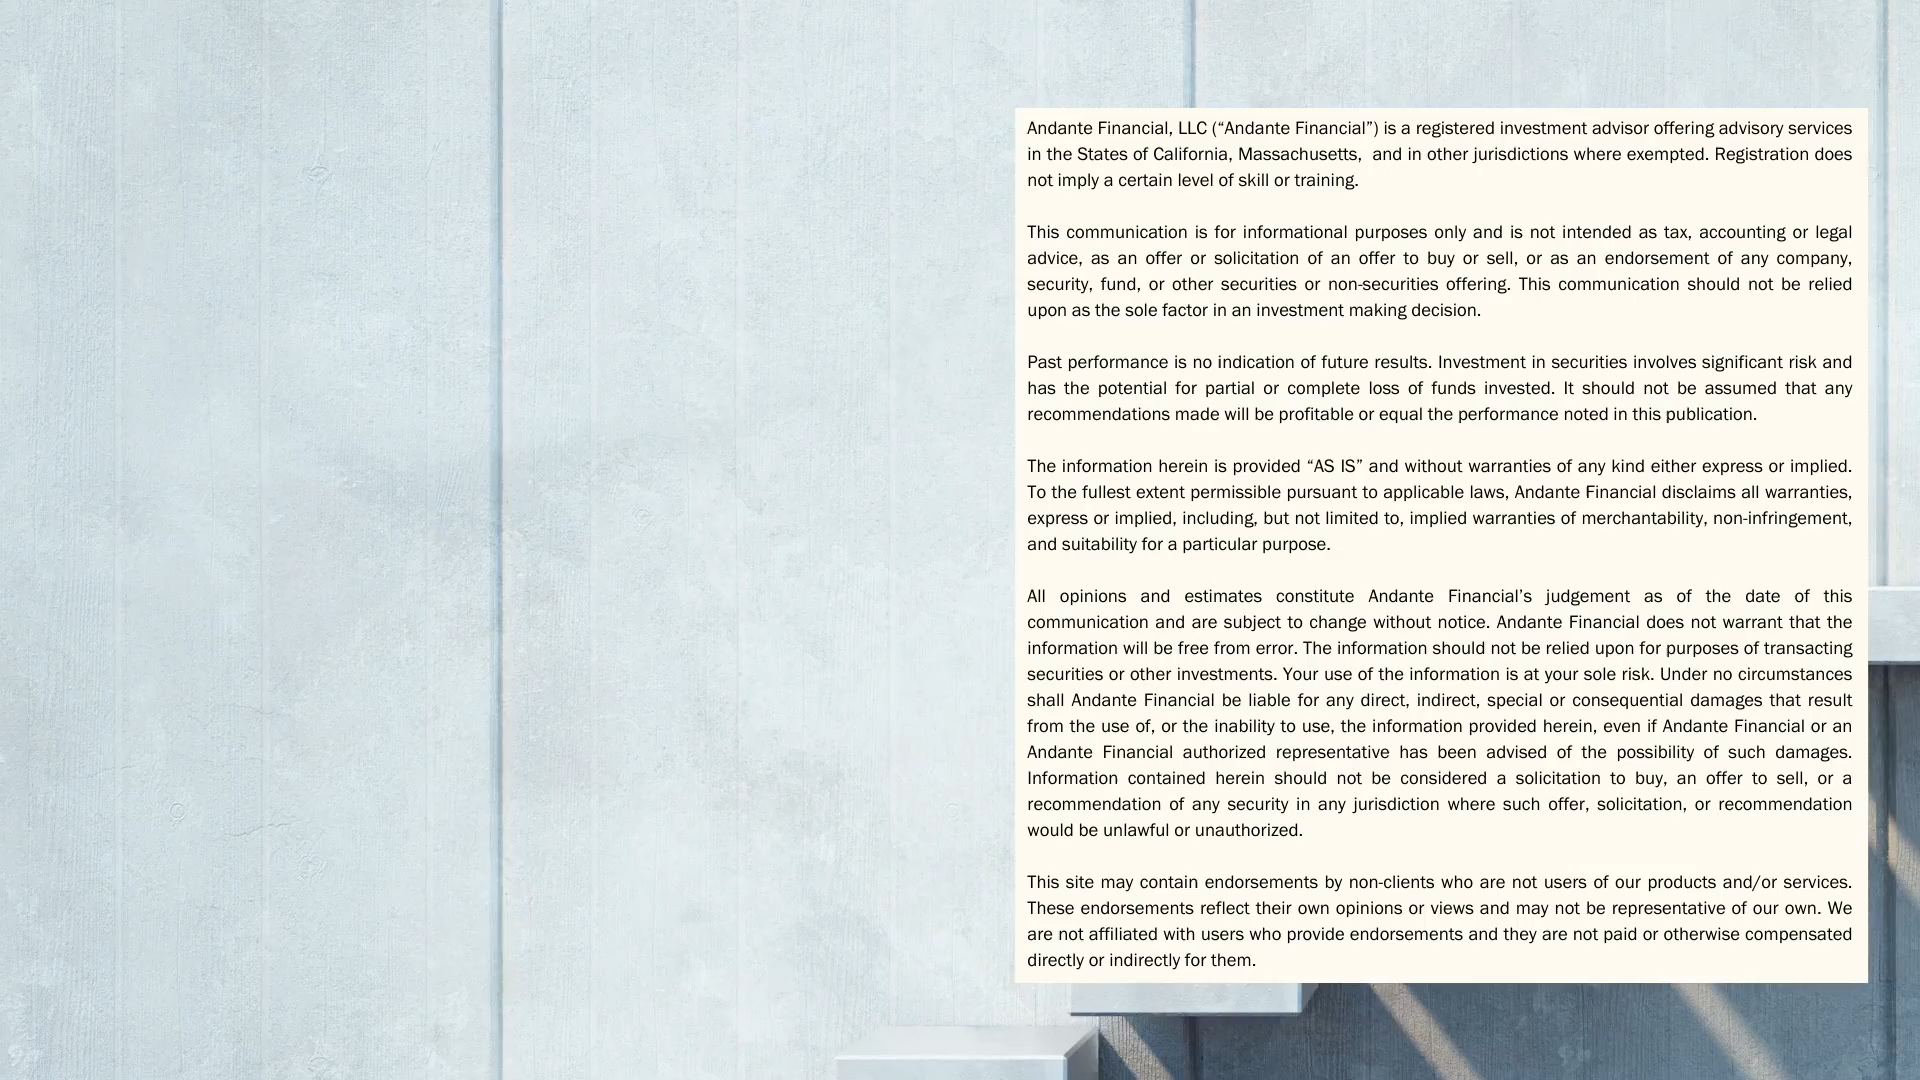 Andante Financial, LLC (“Andante Financial”) is a registered investment advisor offering advisory services
in the States of California, Massachusetts,  and in other jurisdictions where exempted. Registration does
not imply a certain level of skill or training.
This communication is for informational purposes only and is not intended as tax, accounting or legal
advice, as an offer or solicitation of an offer to buy or sell, or as an endorsement of any company,
security, fund, or other securities or non-securities offering. This communication should not be relied
upon as the sole factor in an investment making decision.
Past performance is no indication of future results. Investment in securities involves significant risk and
has the potential for partial or complete loss of funds invested. It should not be assumed that any
recommendations made will be profitable or equal the performance noted in this publication.
The information herein is provided “AS IS” and without warranties of any kind either express or implied.
To the fullest extent permissible pursuant to applicable laws, Andante Financial disclaims all warranties,
express or implied, including, but not limited to, implied warranties of merchantability, non-infringement,
and suitability for a particular purpose.
All opinions and estimates constitute Andante Financial’s judgement as of the date of this
communication and are subject to change without notice. Andante Financial does not warrant that the
information will be free from error. The information should not be relied upon for purposes of transacting
securities or other investments. Your use of the information is at your sole risk. Under no circumstances
shall Andante Financial be liable for any direct, indirect, special or consequential damages that result
from the use of, or the inability to use, the information provided herein, even if Andante Financial or an
Andante Financial authorized representative has been advised of the possibility of such damages.
Information contained herein should not be considered a solicitation to buy, an offer to sell, or a
recommendation of any security in any jurisdiction where such offer, solicitation, or recommendation
would be unlawful or unauthorized.
This site may contain endorsements by non-clients who are not users of our products and/or services.
These endorsements reflect their own opinions or views and may not be representative of our own. We
are not affiliated with users who provide endorsements and they are not paid or otherwise compensated
directly or indirectly for them.